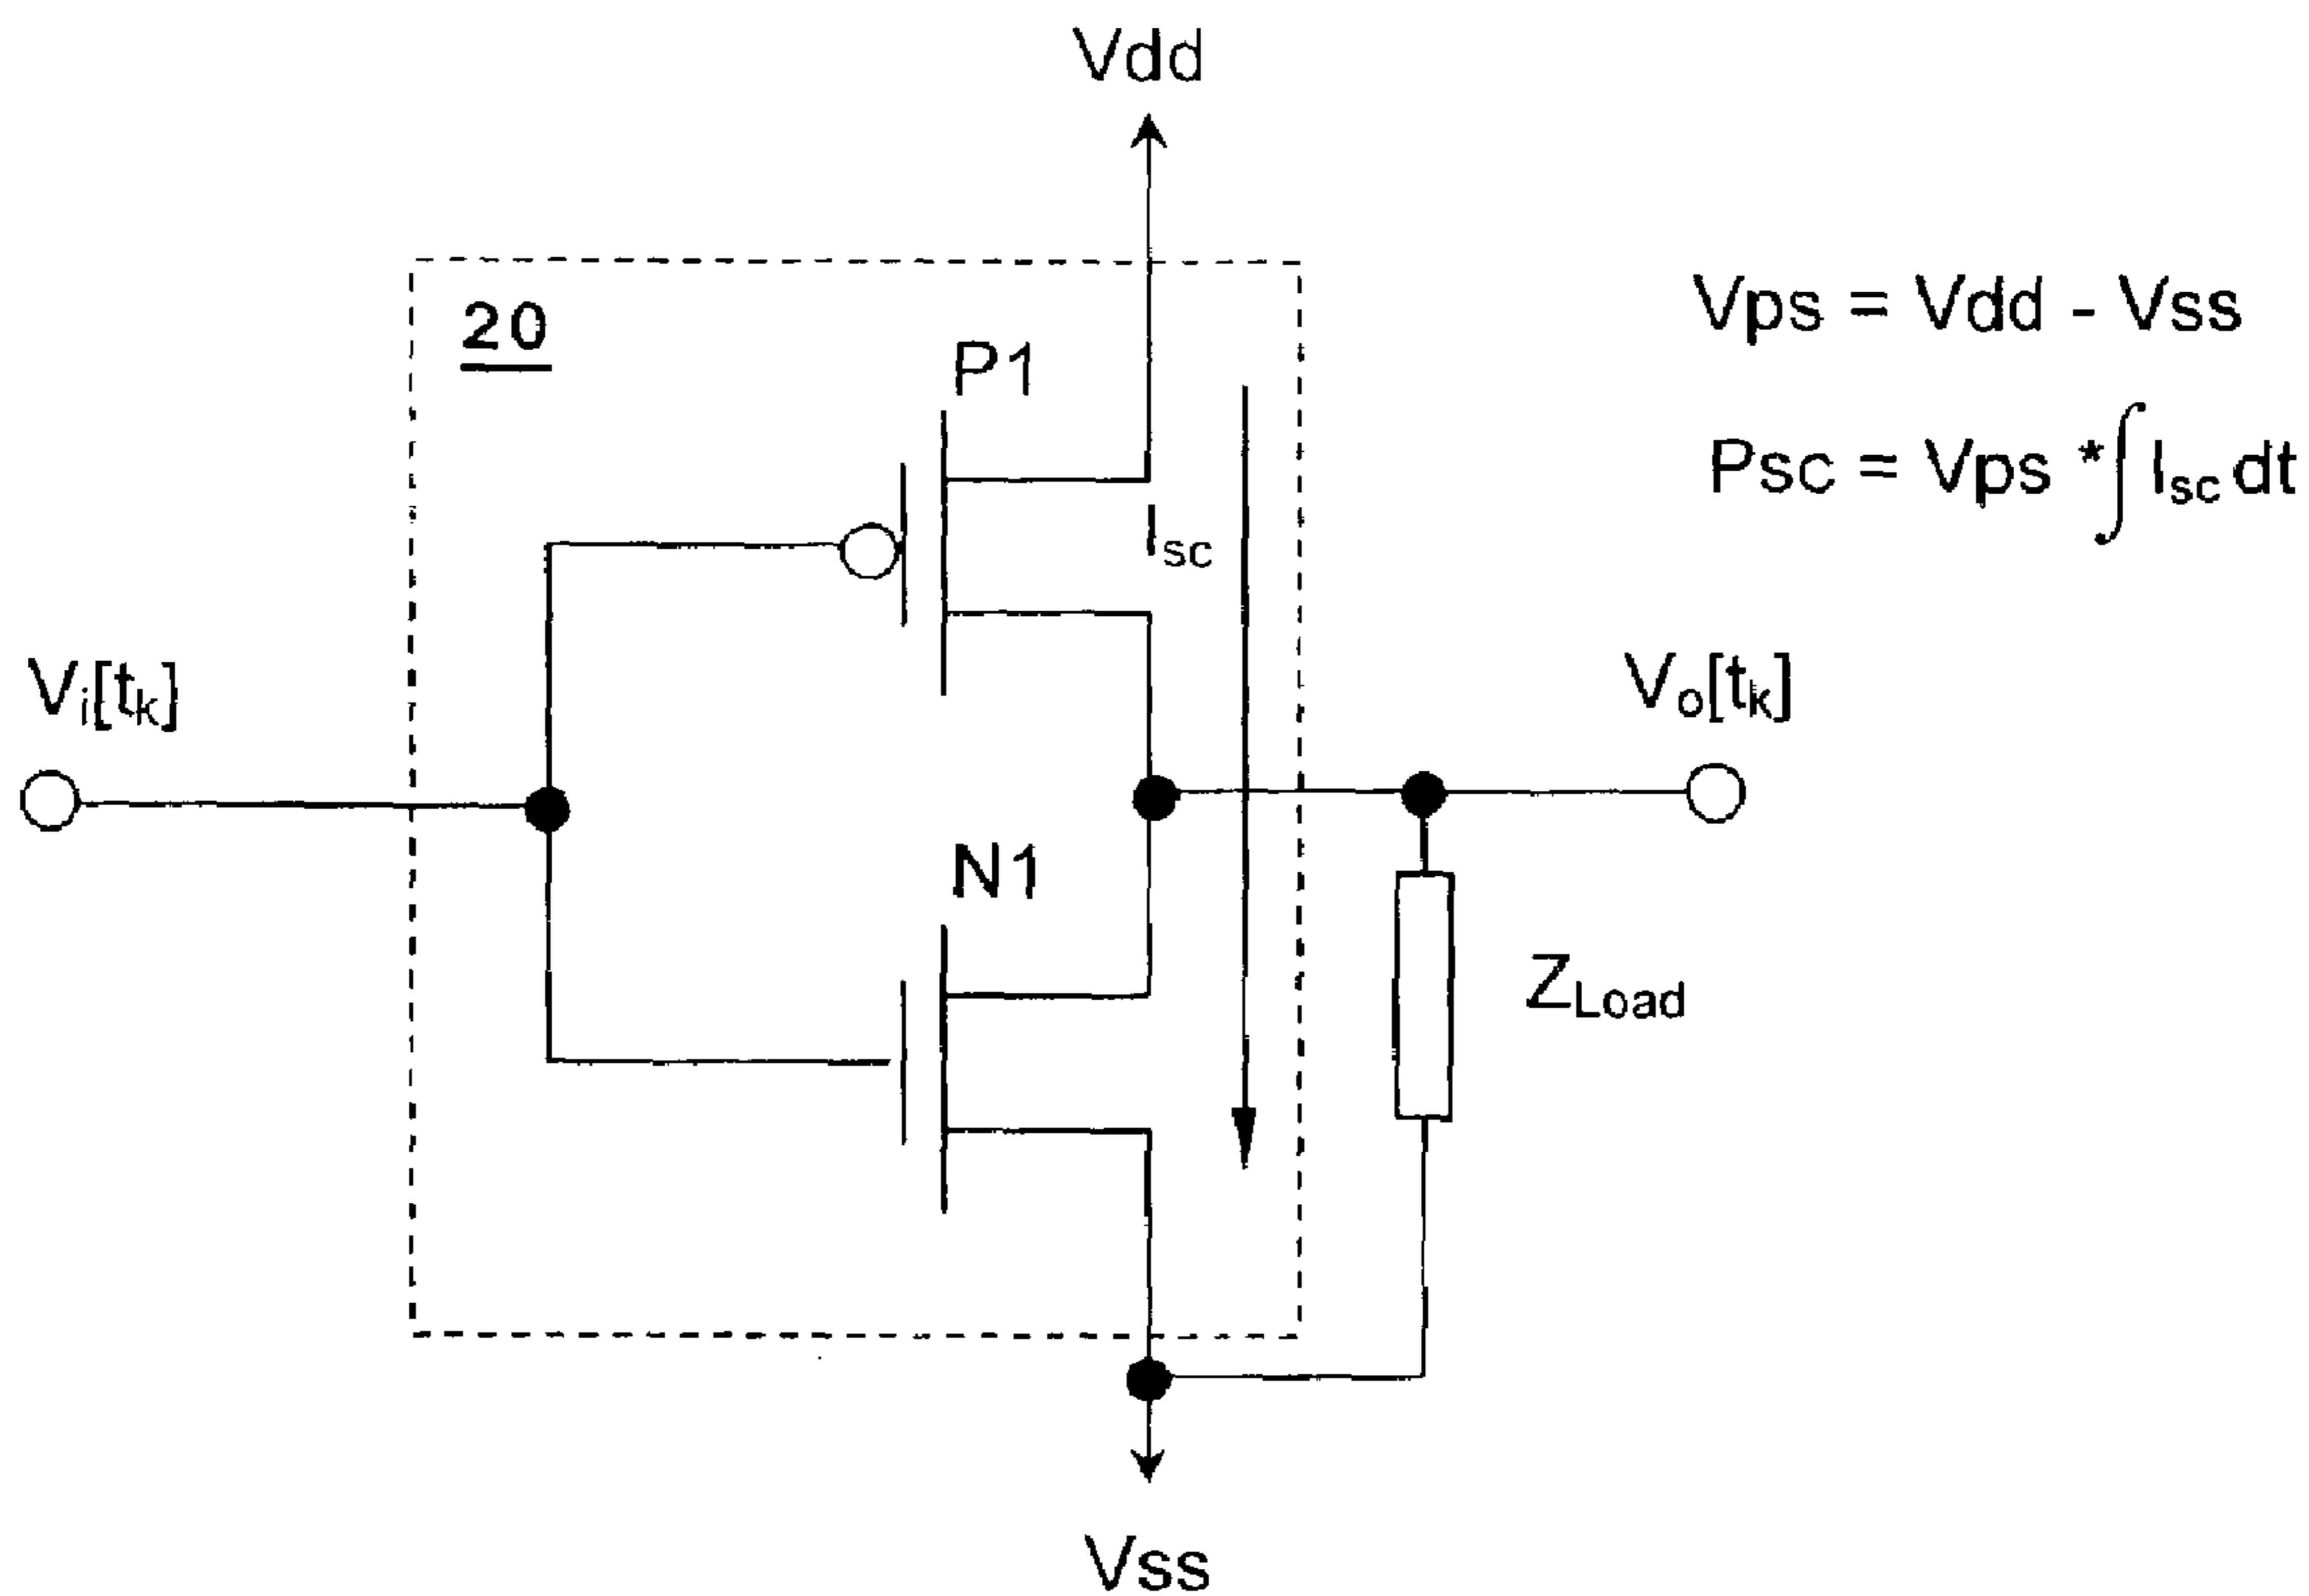 Vdd
20
Vps = Vdd - Vss
P1
Psc = Vps *∫ Isc dt
Isc
Vi[tk]
Vo[tk]
N1
ZLoad
Vss